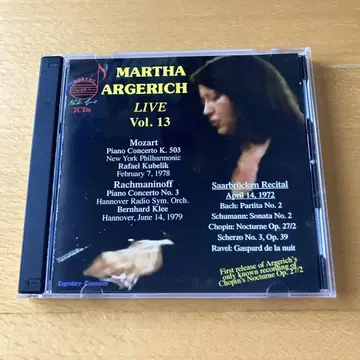 DOREMI
2CDs
MARTHA
ARGERICH
LIVE
Vol. 13
Mozart
Piano Concerto K. 503
New York Philharmonic
Rafael Kubelik
February 7, 1978
Rachmaninoff
Piano Concerto No. 3
Hannover Radio Sym. Orch.
Bernhard Klee
Hannover, June 14, 1979
Saarbrücken Recital
April 14, 1972
Bach: Partita No. 2
Schumann: Sonata No. 2
Chopin: Nocturne Op. 27/2
Scherzo No. 3, Op. 39
Ravel: Gaspard de la nuit
First release of Argerich's
only known recording of
Chopin's Nocturne Op. 27/2
Legendary Treasures